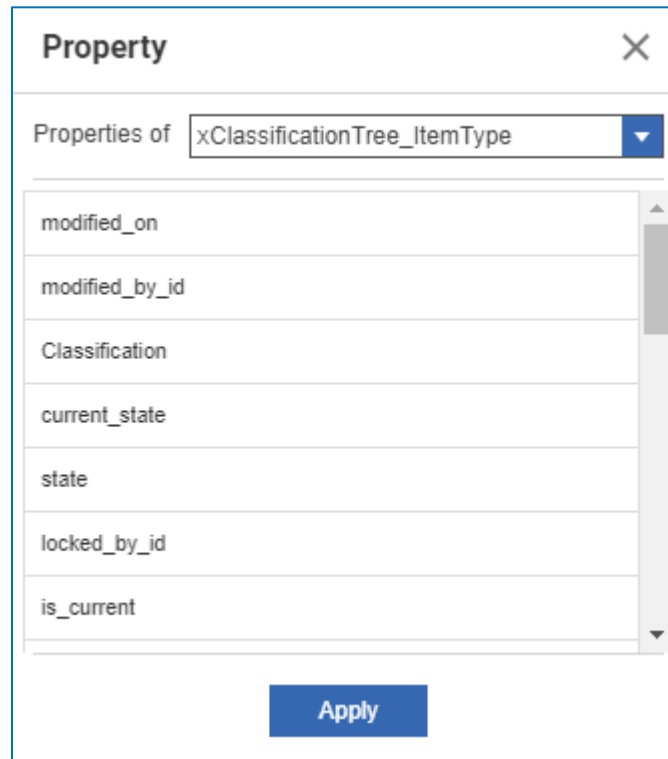 Property
Properties of xClassificationTree_ItemType
modified_on
modified_by_id
Classification
current_state
state
locked_by_id
is_current
Apply